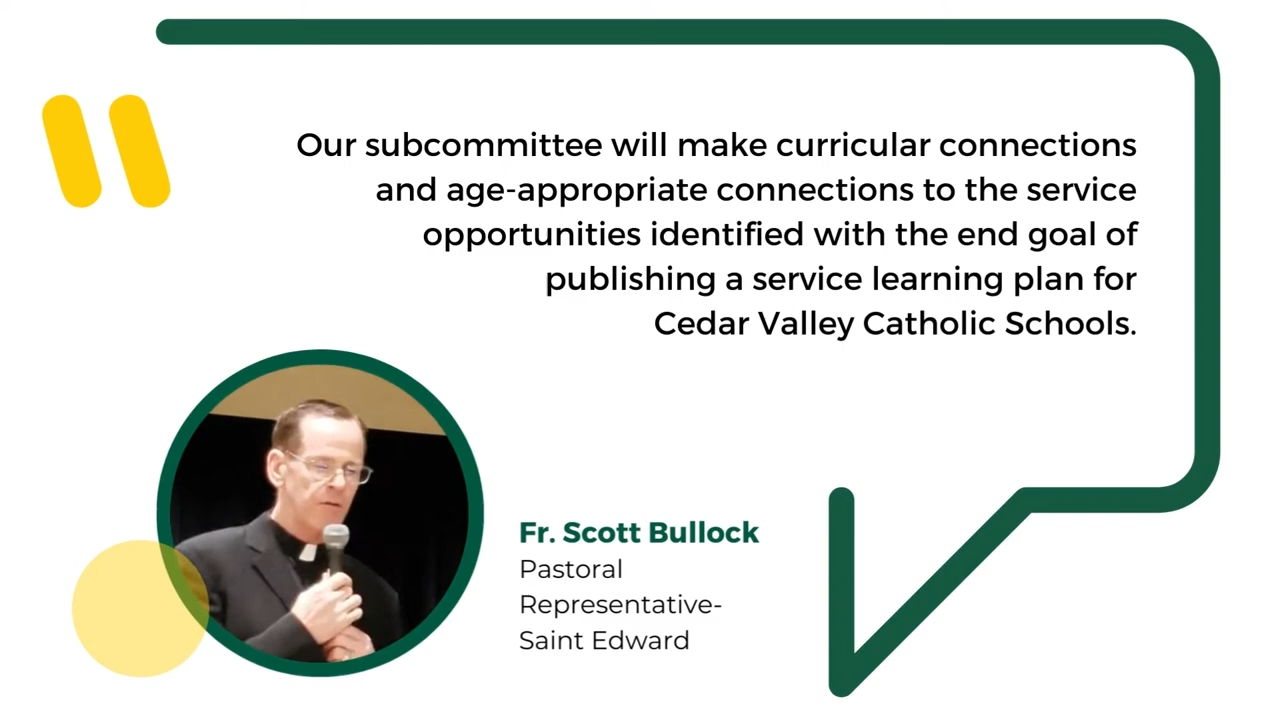 Our subcommittee will make curricular connections
and age-appropriate connections to the service
opportunities identified with the end goal of
publishing a service learning plan for
Cedar Valley Catholic Schools.
Fr. Scott Bullock
Pastoral
Representative-
Saint Edward